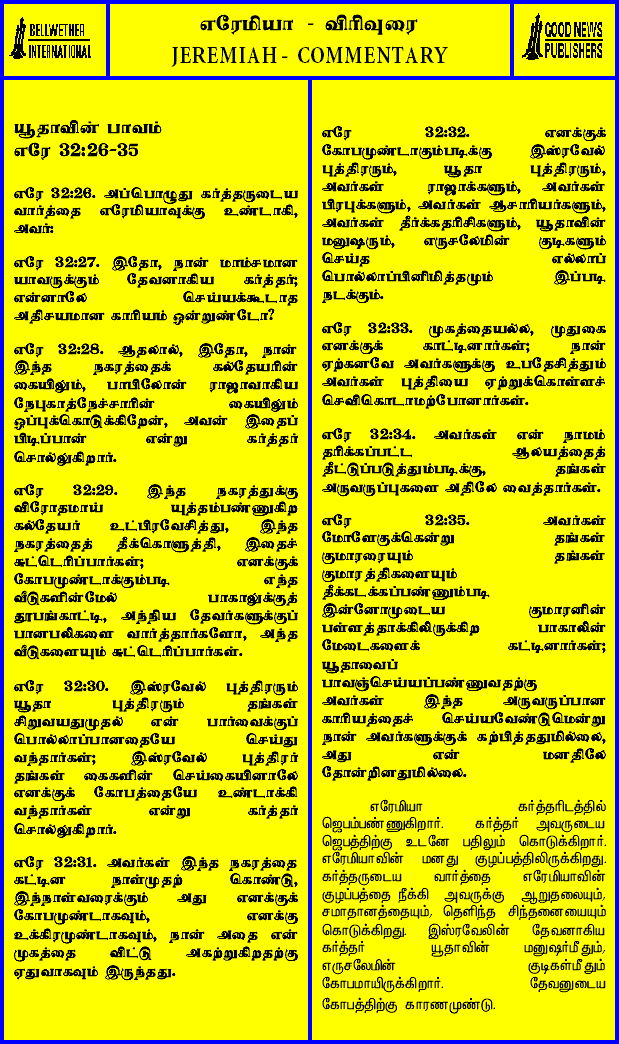 BELLWETHER
INTERNATIONAL
எரேமியா - விரிவுரை
JEREMIAH - COMMENTARY
GOOD NEWS
PUBLISHERS
யூதாவின் பாவம்
எரே 32:26-35
எரே 32:26. அப்பொழுது கர்த்தருடைய
வார்த்தை எரேமியாவுக்கு உண்டாகி,
அவர்:
எரே 32:27. இதோ, நான் மாம்சமான
யாவருக்கும் தேவனாகிய கர்த்தர்;
என்னாலே செய்யக்கூடாத
அதிசயமான காரியம் ஒன்றுண்டோ?
எரே 32:28. ஆதலால், இதோ, நான்
இந்த நகரத்தைக் கல்தேயரின்
கையிலும், பாபிலோன் ராஜாவாகிய
நேபுகாத்நேச்சாரின் கையிலும்
ஒப்புக்கொடுக்கிறேன், அவன் இதைப்
பிடிப்பான் என்று கர்த்தர்
சொல்லுகிறார்.
எரே 32:29. இந்த நகரத்துக்கு
விரோதமாய் யுத்தம்பண்ணுகிற
கல்தேயர் உட்பிரவேசித்து, இந்த
நகரத்தைத் தீக்கொளுத்தி, இதைச்
சுட்டெரிப்பார்கள்; எனக்குக்
கோபமுண்டாக்கும்படி எந்த
வீடுகளின்மேல் பாகாலுக்குத்
தூபங்காட்டி, அந்நிய தேவர்களுக்குப்
பானபலிகளை வார்த்தார்களோ, அந்த
வீடுகளையும் சுட்டெரிப்பார்கள்.
எரே 32:30. இஸ்ரவேல் புத்திரரும்
யூதா புத்திரரும் தங்கள்
சிறுவயதுமுதல் என் பார்வைக்குப்
பொல்லாப்பானதையே செய்து
வந்தார்கள்; இஸ்ரவேல் புத்திரர்
தங்கள் கைகளின் செய்கையினாலே
எனக்குக் கோபத்தையே உண்டாக்கி
வந்தார்கள் என்று கர்த்தர்
சொல்லுகிறார்.
எரே 32:31. அவர்கள் இந்த நகரத்தை
கட்டின நாள்முதற் கொண்டு,
இந்நாள்வரைக்கும் அது எனக்குக்
கோபமுண்டாகவும், எனக்கு
உக்கிரமுண்டாகவும், நான் அதை என்
முகத்தை விட்டு அகற்றுகிறதற்கு
ஏதுவாகவும் இருந்தது.
எரே 32:32. எனக்குக்
கோபமுண்டாகும்படிக்கு இஸ்ரவேல்
புத்திரரும், யூதா புத்திரரும்,
அவர்கள் ராஜாக்களும், அவர்கள்
பிரபுக்களும், அவர்கள் ஆசாரியர்களும்,
அவர்கள் தீர்க்கதரிசிகளும், யூதாவின்
மனுஷரும், எருசலேமின் குடிகளும்
செய்த எல்லாப்
பொல்லாப்பினிமித்தமும் இப்படி
நடக்கும்.
எரே 32:33. முகத்தையல்ல, முதுகை
எனக்குக் காட்டினார்கள்; நான்
ஏற்கனவே அவர்களுக்கு உபதேசித்தும்
அவர்கள் புத்தியை ஏற்றுக்கொள்ளச்
செவிகொடாமற்போனார்கள்.
எரே 32:34. அவர்கள் என் நாமம்
தரிக்கப்பட்ட ஆலயத்தைத்
தீட்டுப்படுத்தும்படிக்கு, தங்கள்
அருவருப்புகளை அதிலே வைத்தார்கள்.
எரே 32:35. அவர்கள்
மோளேகுக்கென்று தங்கள்
குமாரரையும் தங்கள்
குமாரத்திகளையும்
தீக்கடக்கப்பண்ணும்படி
இன்னோமுடைய குமாரனின்
பள்ளத்தாக்கிலிருக்கிற பாகாலின்
மேடைகளைக் கட்டினார்கள்;
யூதாவைப்
பாவஞ்செய்யப்பண்ணுவதற்கு
அவர்கள் இந்த அருவருப்பான
காரியத்தைச் செய்யவேண்டுமென்று
நான் அவர்களுக்குக் கற்பித்ததுமில்லை,
அது என் மனதிலே
தோன்றினதுமில்லை.
எரேமியா கர்த்தரிடத்தில்
ஜெபம்பண்ணுகிறார். கர்த்தர் அவருடைய
ஜெபத்திற்கு உடனே பதிலும் கொடுக்கிறார்.
எரேமியாவின் மனது குழப்பத்திலிருக்கிறது.
கர்த்தருடைய வார்த்தை எரேமியாவின்
குழப்பத்தை நீக்கி அவருக்கு ஆறுதலையும்,
சமாதானத்தையும், தெளிந்த சிந்தனையையும்
கொடுக்கிறது. இஸ்ரவேலின் தேவனாகிய
கர்த்தர் யூதாவின் மனுஷர்மீதும்,
எருசலேமின் குடிகள்மீதும்
கோபமாயிருக்கிறார். தேவனுடைய
கோபத்திற்கு காரணமுண்டு.